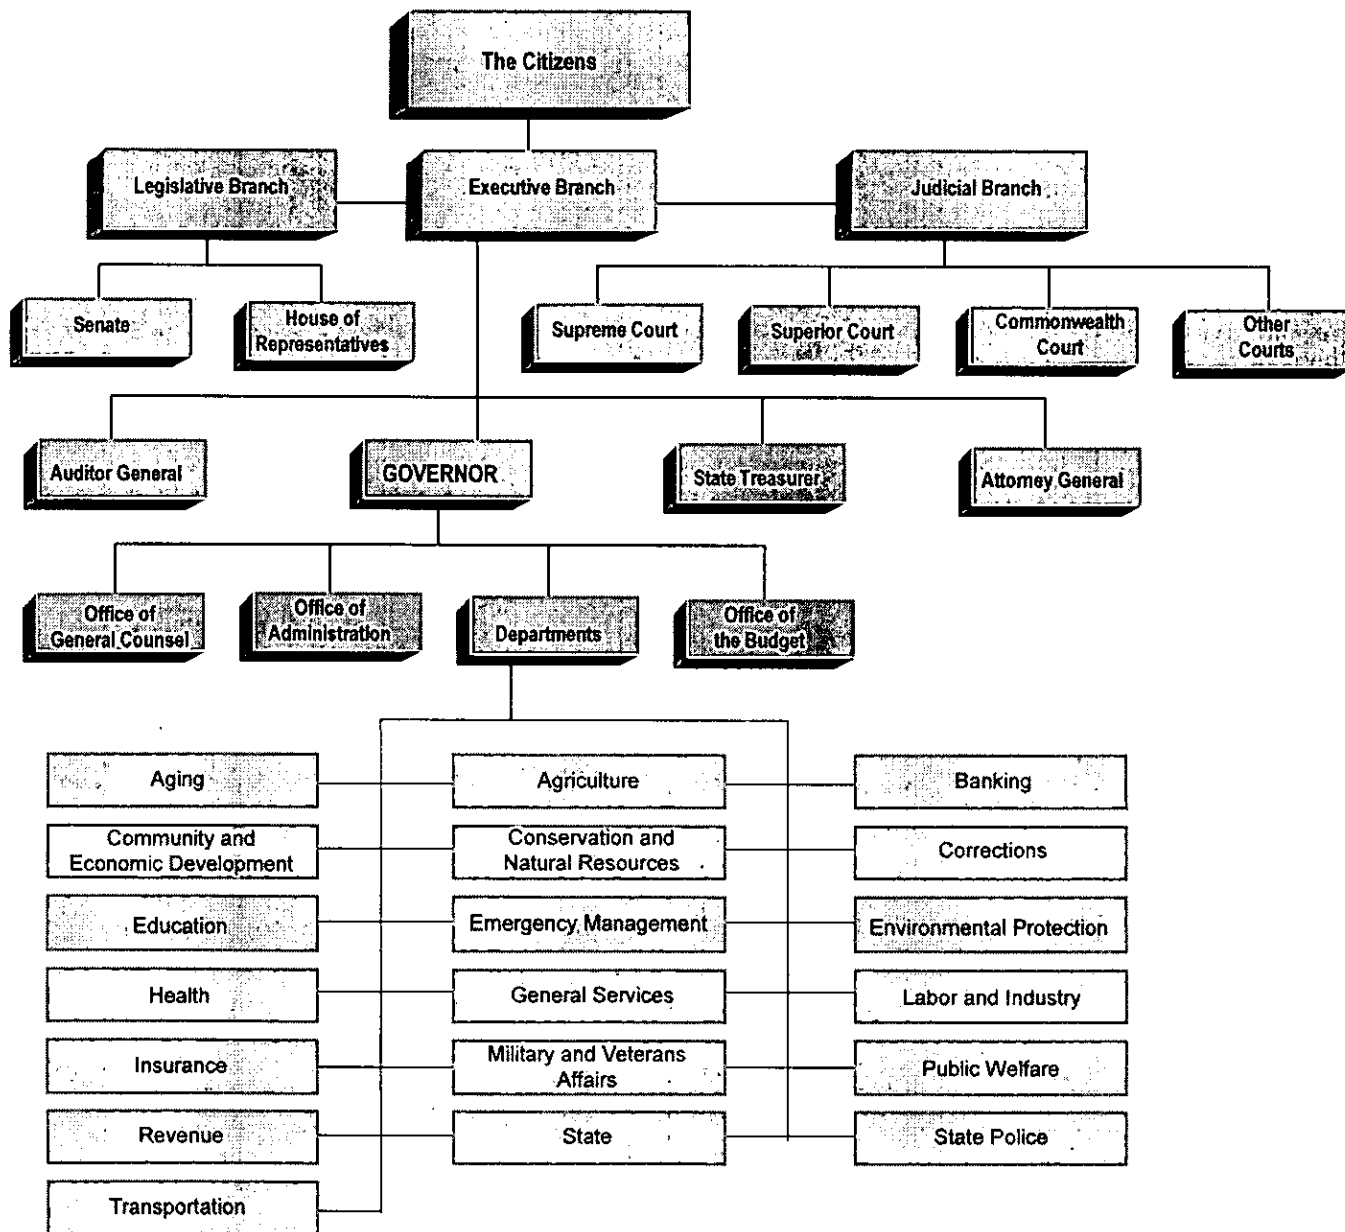 The Citizens
Legislative Branch
Executive Branch
Judicial Branch
Senate
House of
Representatives
Supreme Court
Superior Court
Commonwealth
Court
Other
Courts
Auditor General
GOVERNOR
State Treasurer
Attorney General
Office of
General Counsel
Office of
Administration
Departments
Office of
the Budget
Aging
Agriculture
Banking
Community and
Economic Development
Conservation and
Natural Resources
Corrections
Education
Emergency Management
Environmental Protection
Health
General Services
Labor and Industry
Insurance
Military and Veterans
Affairs
Public Welfare
Revenue
State
State Police
Transportation